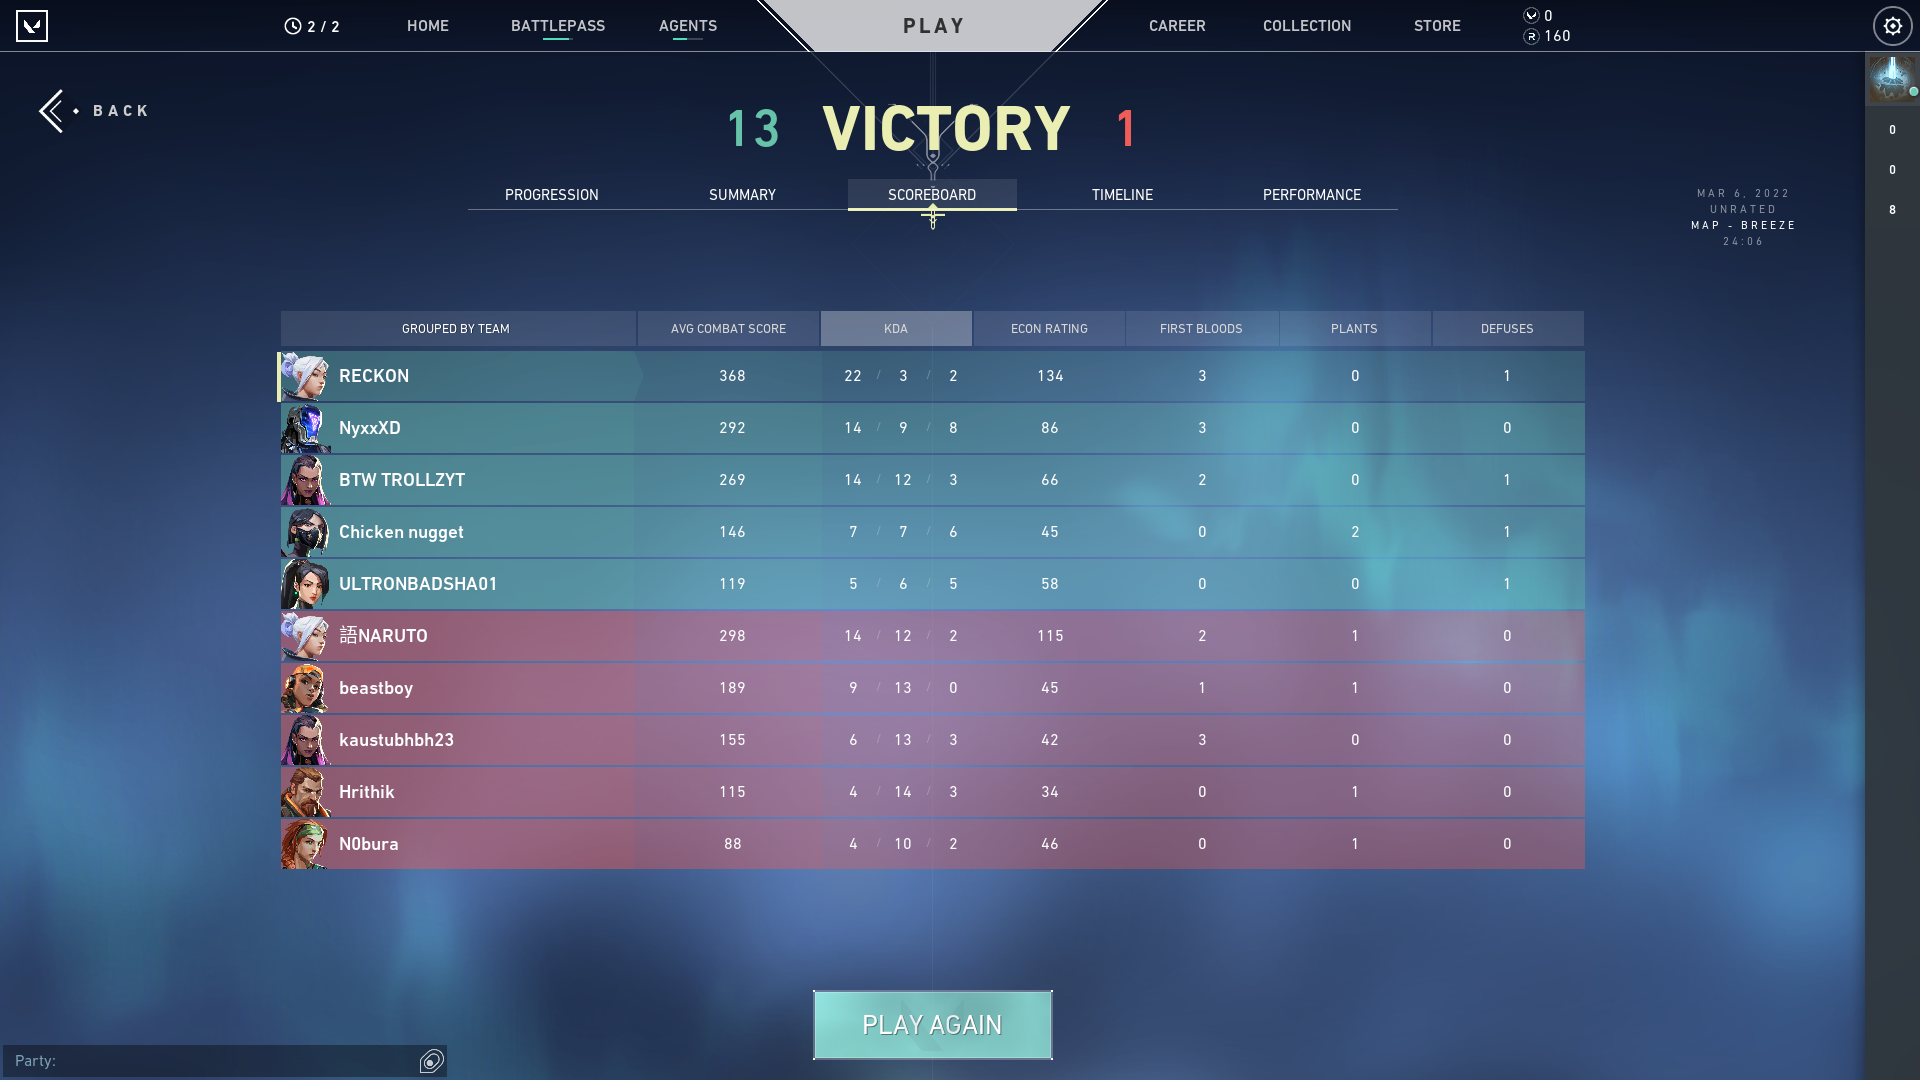 2 / 2 HOME BATTLEPASS AGENTS PLAY CAREER COLLECTION STORE 0 160
BACK
13 VICTORY 1
PROGRESSION SUMMARY SCOREBOARD TIMELINE PERFORMANCE
MAR 6, 2022
UNRATED
MAP - BREEZE
24:06
0
0
8
GROUPED BY TEAM AVG COMBAT SCORE KDA ECON RATING FIRST BLOODS PLANTS DEFUSES
RECKON 368 22 / 3 / 2 134 3 0 1
NyxxXD 292 14 / 9 / 8 86 3 0 0
BTW TROLLZYT 269 14 / 12 / 3 66 2 0 1
Chicken nugget 146 7 / 7 / 6 45 0 2 1
ULTRONBADSHA01 119 5 / 6 / 5 58 0 0 1
語NARUTO 298 14 / 12 / 2 115 2 1 0
beastboy 189 9 / 13 / 0 45 1 1 0
kaustubhbh23 155 6 / 13 / 3 42 3 0 0
Hrithik 115 4 / 14 / 3 34 0 1 0
N0bura 88 4 / 10 / 2 46 0 1 0
PLAY AGAIN
Party: